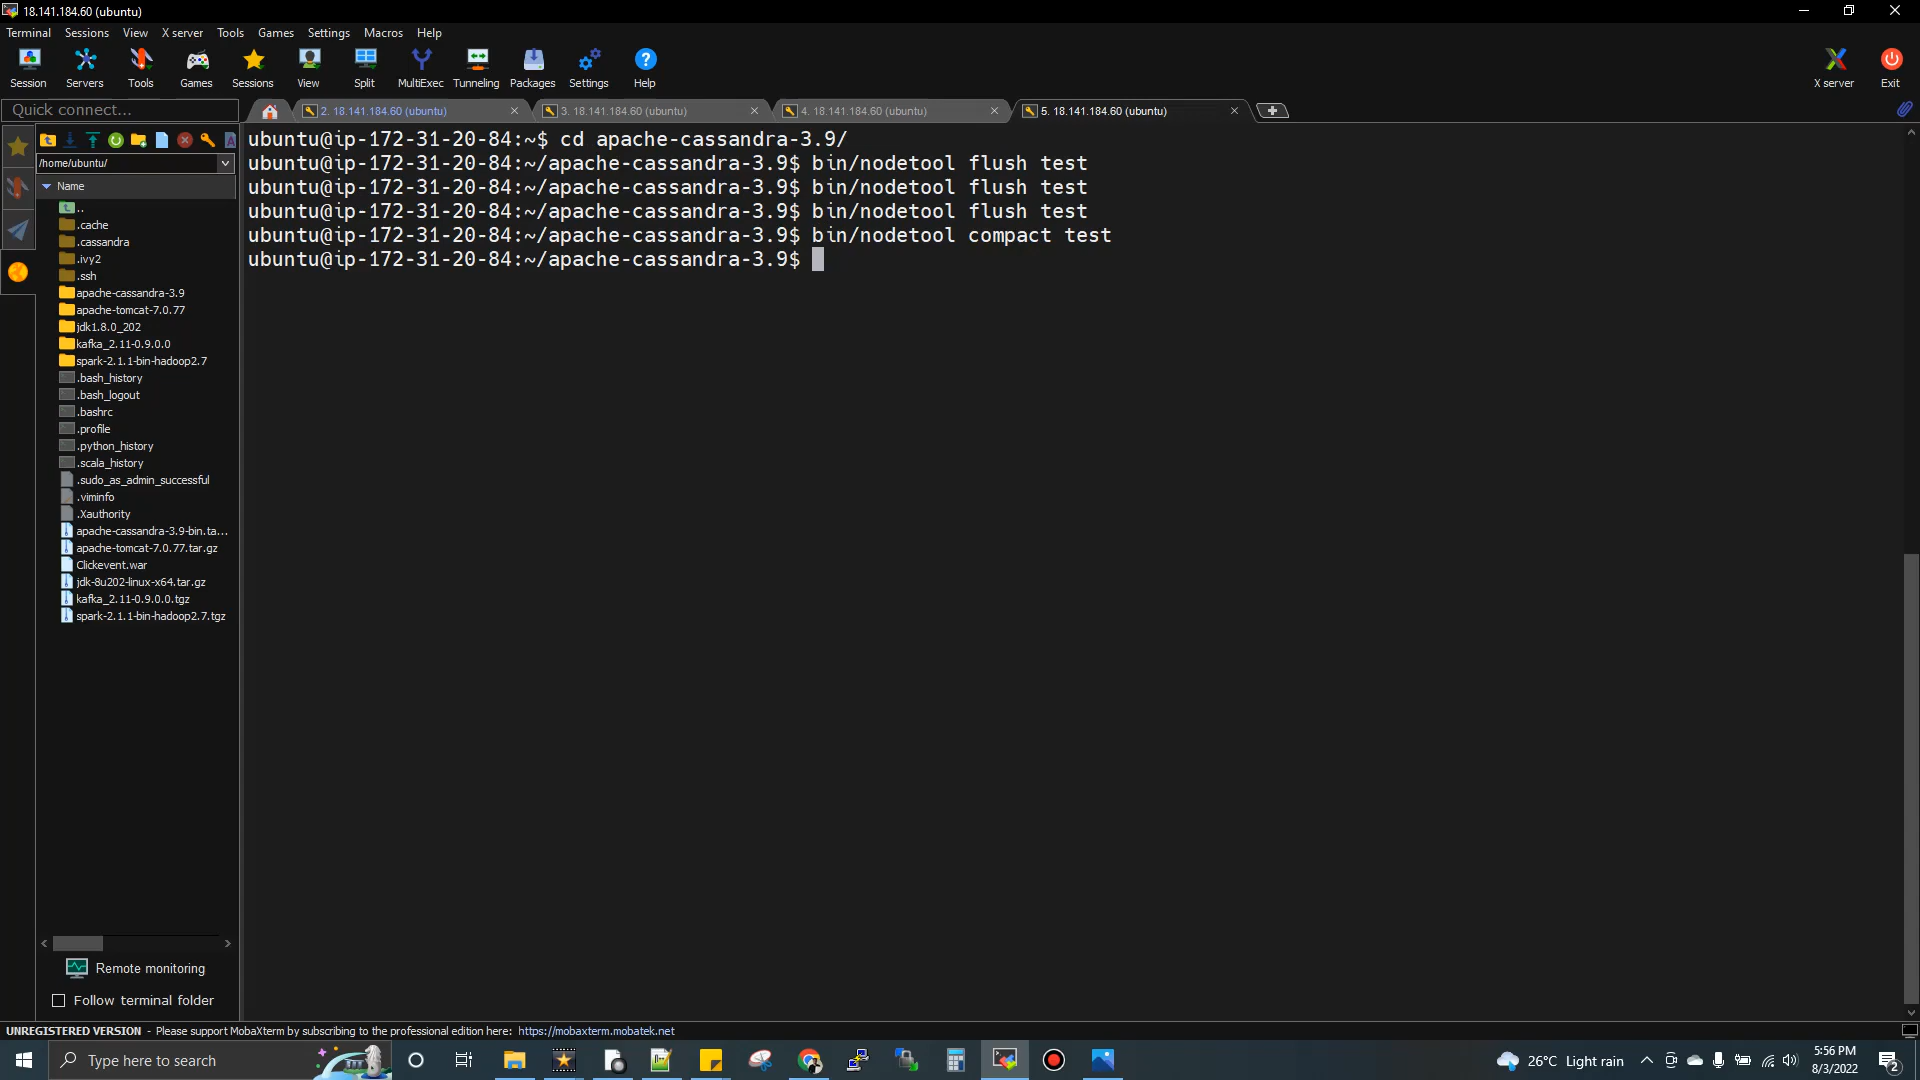 18.141.184.60 (ubuntu)
Terminal Sessions View X server Tools Games Settings Macros Help
Session Servers Tools Games Sessions View Split MultiExec Tunneling Packages Settings Help X server Exit
Quick connect...
2. 18.141.184.60 (ubuntu)
3. 18.141.184.60 (ubuntu)
4. 18.141.184.60 (ubuntu)
5. 18.141.184.60 (ubuntu)
/home/ubuntu/
Name
..
.cache
.cassandra
.ivy2
.ssh
apache-cassandra-3.9
apache-tomcat-7.0.77
jdk1.8.0_202
kafka_2.11-0.9.0.0
spark-2.1.1-bin-hadoop2.7
.bash_history
.bash_logout
.bashrc
.profile
.python_history
.scala_history
.sudo_as_admin_successful
.viminfo
.Xauthority
apache-cassandra-3.9-bin.ta...
apache-tomcat-7.0.77.tar.gz
Clickevent.war
jdk-8u202-linux-x64.tar.gz
kafka_2.11-0.9.0.0.tgz
spark-2.1.1-bin-hadoop2.7.tgz
Remote monitoring
Follow terminal folder
ubuntu@ip-172-31-20-84:~$ cd apache-cassandra-3.9/
ubuntu@ip-172-31-20-84:~/apache-cassandra-3.9$ bin/nodetool flush test
ubuntu@ip-172-31-20-84:~/apache-cassandra-3.9$ bin/nodetool flush test
ubuntu@ip-172-31-20-84:~/apache-cassandra-3.9$ bin/nodetool flush test
ubuntu@ip-172-31-20-84:~/apache-cassandra-3.9$ bin/nodetool compact test
ubuntu@ip-172-31-20-84:~/apache-cassandra-3.9$
UNREGISTERED VERSION - Please support MobaXterm by subscribing to the professional edition here: https://mobaxterm.mobatek.net
Type here to search
26°C Light rain
5:56 PM
8/3/2022
2